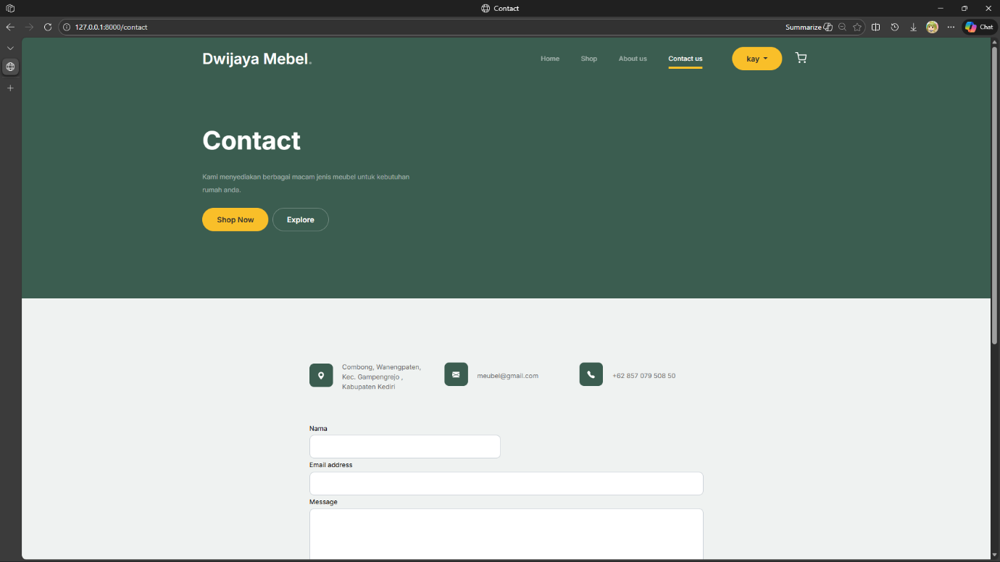 Contact
127.0.0.1:8000/contact
Summarize
Chat
Dwijaya Mebel.
Home
Shop
About us
Contact us
kay
Contact
Kami menyediakan berbagai macam jenis meubel untuk kebutuhan
rumah anda.
Shop Now
Explore
Combong, Wanengpaten,
Kec. Gampengrejo ,
Kabupaten Kediri
meubel@gmail.com
+62 857 079 508 50
Nama
Email address
Message